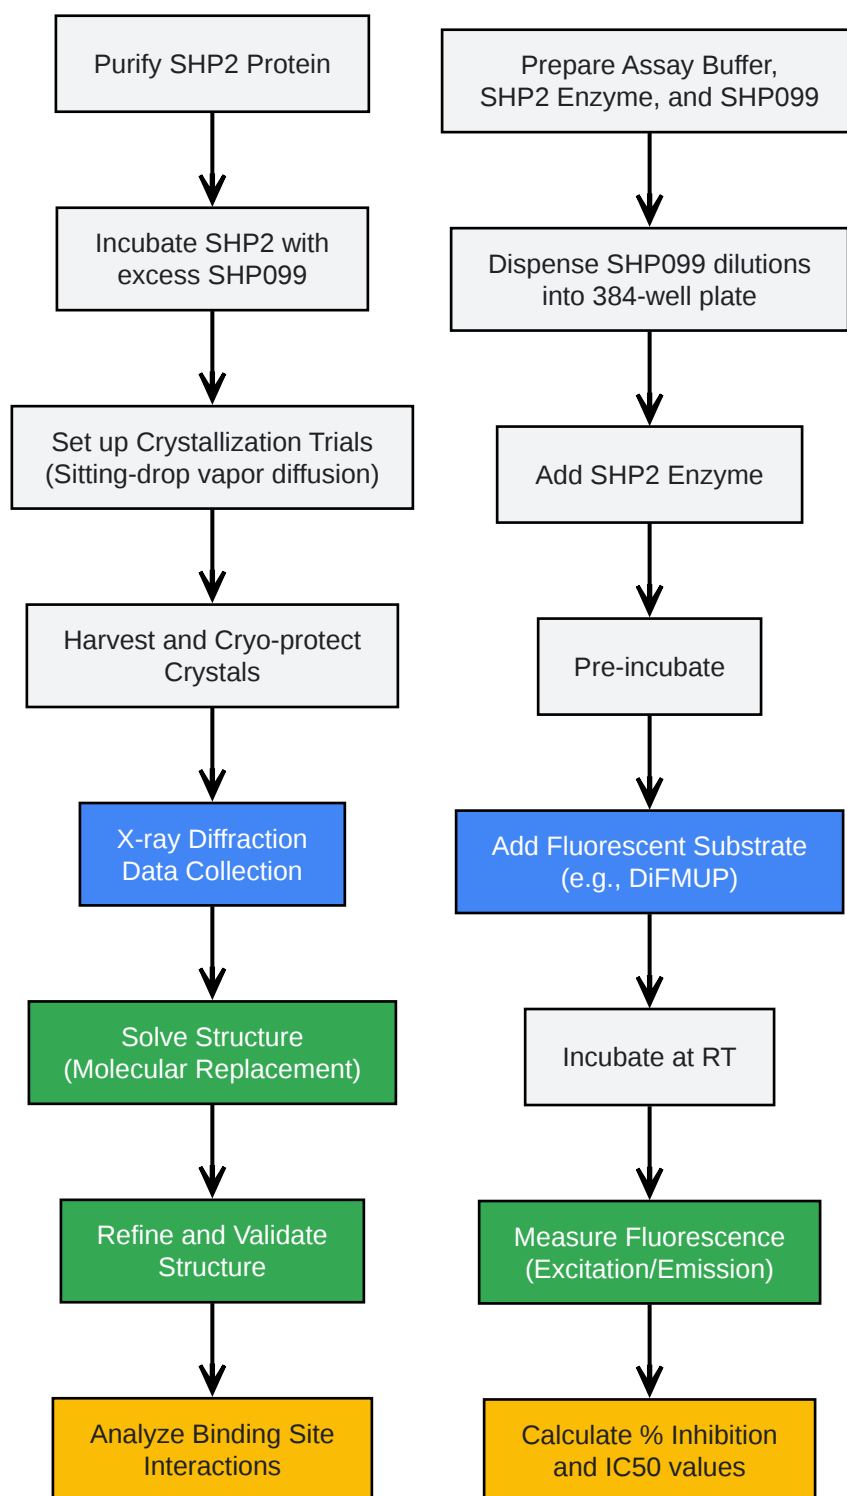 Purify SHP2 Protein
Incubate SHP2 with
excess SHP099
Set up Crystallization Trials
(Sitting-drop vapor diffusion)
Harvest and Cryo-protect
Crystals
X-ray Diffraction
Data Collection
Solve Structure
(Molecular Replacement)
Refine and Validate
Structure
Analyze Binding Site
Interactions
Prepare Assay Buffer,
SHP2 Enzyme, and SHP099
Dispense SHP099 dilutions
into 384-well plate
Add SHP2 Enzyme
Pre-incubate
Add Fluorescent Substrate
(e.g., DiFMUP)
Incubate at RT
Measure Fluorescence
(Excitation/Emission)
Calculate % Inhibition
and IC50 values